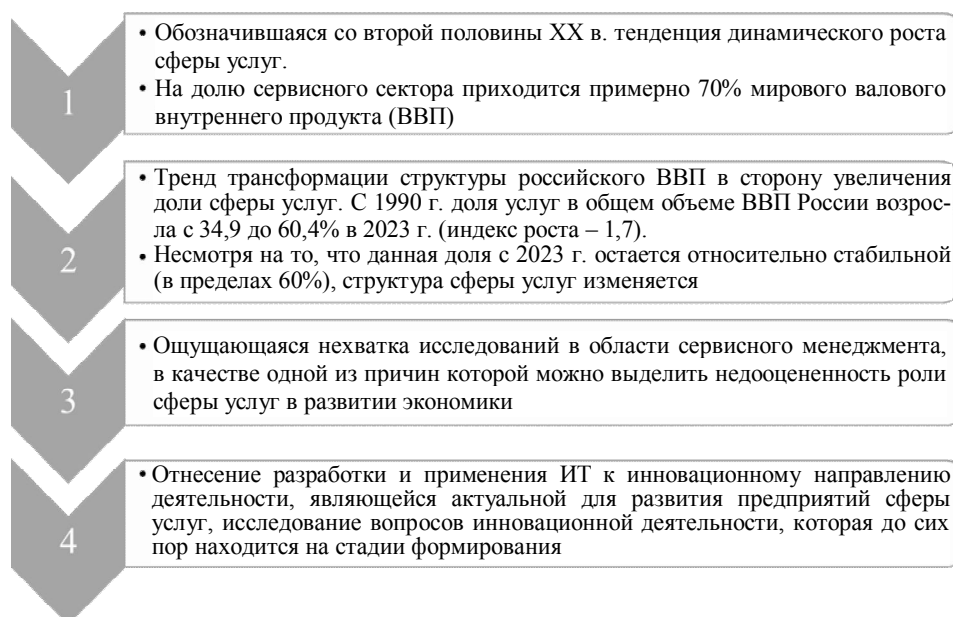 1
• Обозначившаяся со второй половины XX в. тенденция динамического роста
сферы услуг.
• На долю сервисного сектора приходится примерно 70% мирового валового
внутреннего продукта (ВВП)
2
• Тренд трансформации структуры российского ВВП в сторону увеличения
доли сферы услуг. С 1990 г. доля услуг в общем объеме ВВП России возрос-
ла с 34,9 до 60,4% в 2023 г. (индекс роста – 1,7).
• Несмотря на то, что данная доля с 2023 г. остается относительно стабильной
(в пределах 60%), структура сферы услуг изменяется
3
• Ощущающаяся нехватка исследований в области сервисного менеджмента,
в качестве одной из причин которой можно выделить недооцененность роли
сферы услуг в развитии экономики
4
• Отнесение разработки и применения ИТ к инновационному направлению
деятельности, являющейся актуальной для развития предприятий сферы
услуг, исследование вопросов инновационной деятельности, которая до сих
пор находится на стадии формирования